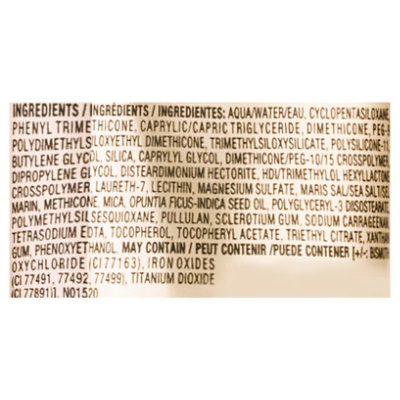 INGREDIENTS / INGRÉDIENTS / INGREDIENTES: AQUA/WATER/EAU, CYCLOPENTASILOXANE,
PHENYL TRIMETHICONE, CAPRYLIC/CAPRIC TRIGLYCERIDE, DIMETHICONE, PEG-9
POLYDIMETHYLSILOXYETHYL DIMETHICONE, TRIMETHYLSILOXYSILICATE, POLYSILICONE-11,
BUTYLENE GLYCOL, SILICA, CAPRYLYL GLYCOL, DIMETHICONE/PEG-10/15 CROSSPOLYMER,
DIPROPYLENE GLYCOL, DISTEARDIMONIUM HECTORITE, HDI/TRIMETHYLOL HEXYLLACTONE
CROSSPOLYMER, LAURETH-7, LECITHIN, MAGNESIUM SULFATE, MARIS SAL/SEA SALT/SEL
MARIN, METHICONE, MICA, OPUNTIA FICUS-INDICA SEED OIL, POLYGLYCERYL-3 DIISOSTEARATE,
POLYMETHYLSILSESQUIOXANE, PULLULAN, SCLEROTIUM GUM, SODIUM CARRAGEENAN,
TETRASODIUM EDTA, TOCOPHEROL, TOCOPHERYL ACETATE, TRIETHYL CITRATE, XANTHAN
GUM, PHENOXYETHANOL MAY CONTAIN / PEUT CONTENIR /PUEDE CONTENER [+/-: BISMUTH
OXYCHLORIDE (CI 77163), IRON OXIDES
(CI 77491, 77492, 77499), TITANIUM DIOXIDE
(CI 77891)]. N01520